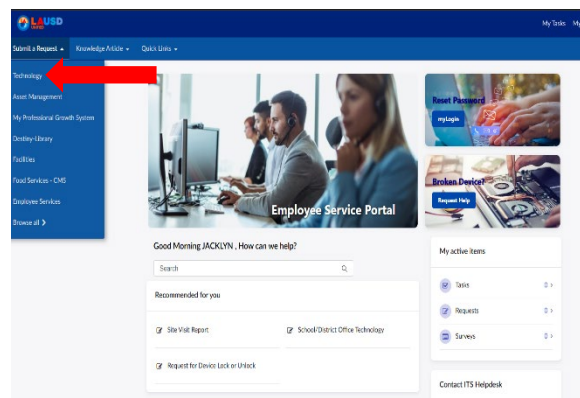 LAUSD
UNIFIED
My Tasks My
Submit a Request Knowledge Article Quick Links
Technology
Asset Management
My Professional Growth System
Destiny-Library
Facilities
Food Services - CMS
Employee Services
Browse all
Reset Password
myLogin
Broken Device?
Request Help
Employee Service Portal
Good Morning JACKLYN , How can we help?
Search
Recommended for you
Site Visit Report
School/District Office Technology
Request for Device Lock or Unlock
My active items
Tasks 0
Requests 0
Surveys 0
Contact ITS Helpdesk